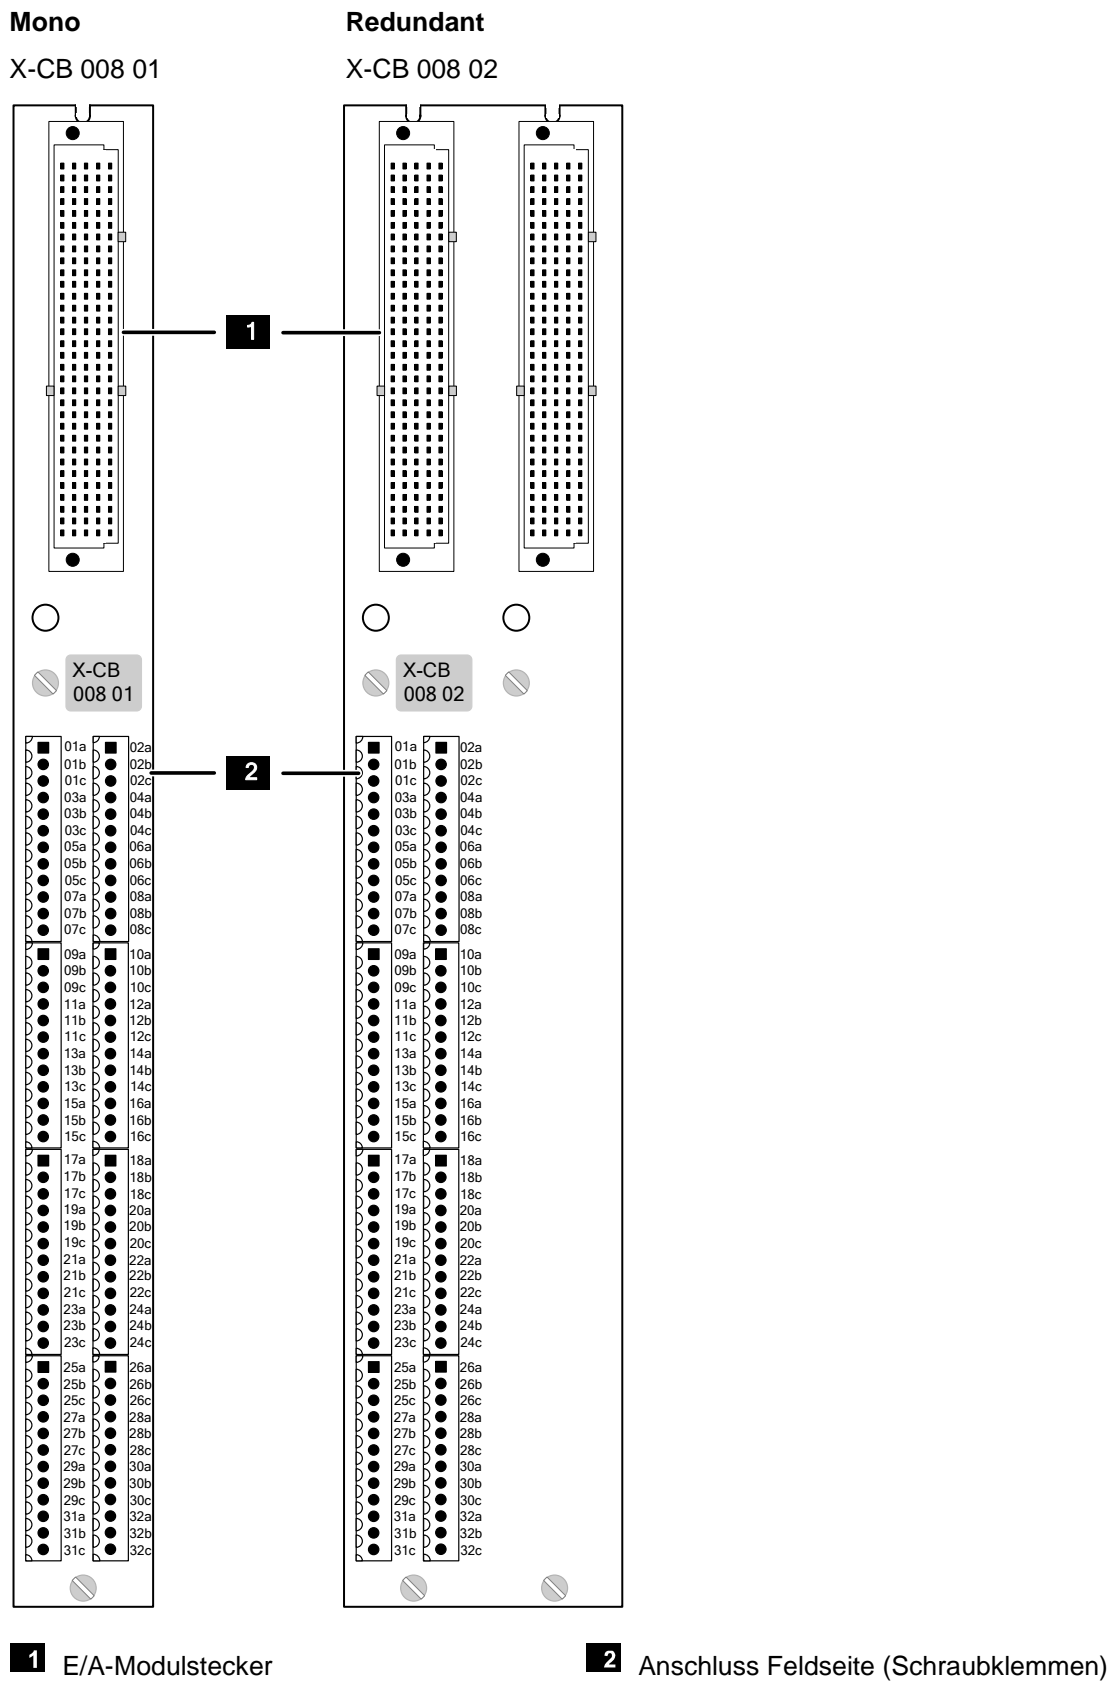 Mono
Redundant
X-CB 008 01
X-CB 008 02
1
X-CB
008 01
X-CB
008 02
01a 02a 01a 02a
01b 02b 01b 02b
01c 02c 01c 02c
2
03a 04a 03a 04a
03b 04b 03b 04b
03c 04c 03c 04c
05a 06a 05a 06a
05b 06b 05b 06b
05c 06c 05c 06c
07a 08a 07a 08a
07b 08b 07b 08b
07c 08c 07c 08c
09a 10a 09a 10a
09b 10b 09b 10b
09c 10c 09c 10c
11a 12a 11a 12a
11b 12b 11b 12b
11c 12c 11c 12c
13a 14a 13a 14a
13b 14b 13b 14b
13c 14c 13c 14c
15a 16a 15a 16a
15b 16b 15b 16b
15c 16c 15c 16c
17a 18a 17a 18a
17b 18b 17b 18b
17c 18c 17c 18c
19a 20a 19a 20a
19b 20b 19b 20b
19c 20c 19c 20c
21a 22a 21a 22a
21b 22b 21b 22b
21c 22c 21c 22c
23a 24a 23a 24a
23b 24b 23b 24b
23c 24c 23c 24c
25a 26a 25a 26a
25b 26b 25b 26b
25c 26c 25c 26c
27a 28a 27a 28a
27b 28b 27b 28b
27c 28c 27c 28c
29a 30a 29a 30a
29b 30b 29b 30b
29c 30c 29c 30c
31a 32a 31a 32a
31b 32b 31b 32b
31c 32c 31c 32c
1 E/A-Modulstecker
2 Anschluss Feldseite (Schraubklemmen)